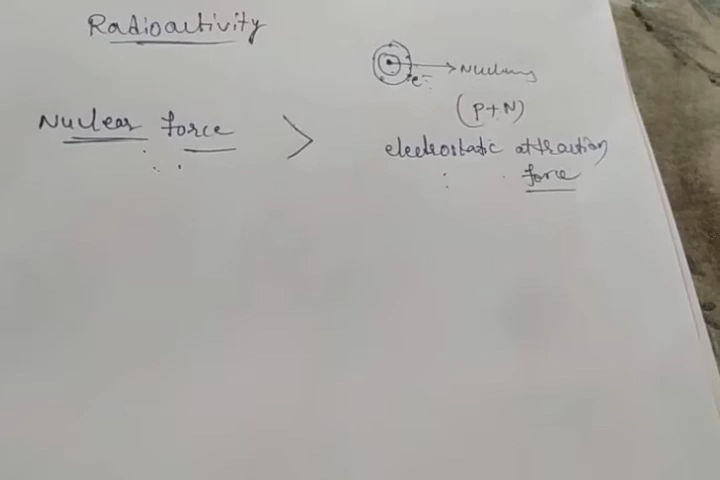 Radioactivity
Nucleus
e-
(P+N)
Nuclear force >
electrostatic attraction
force